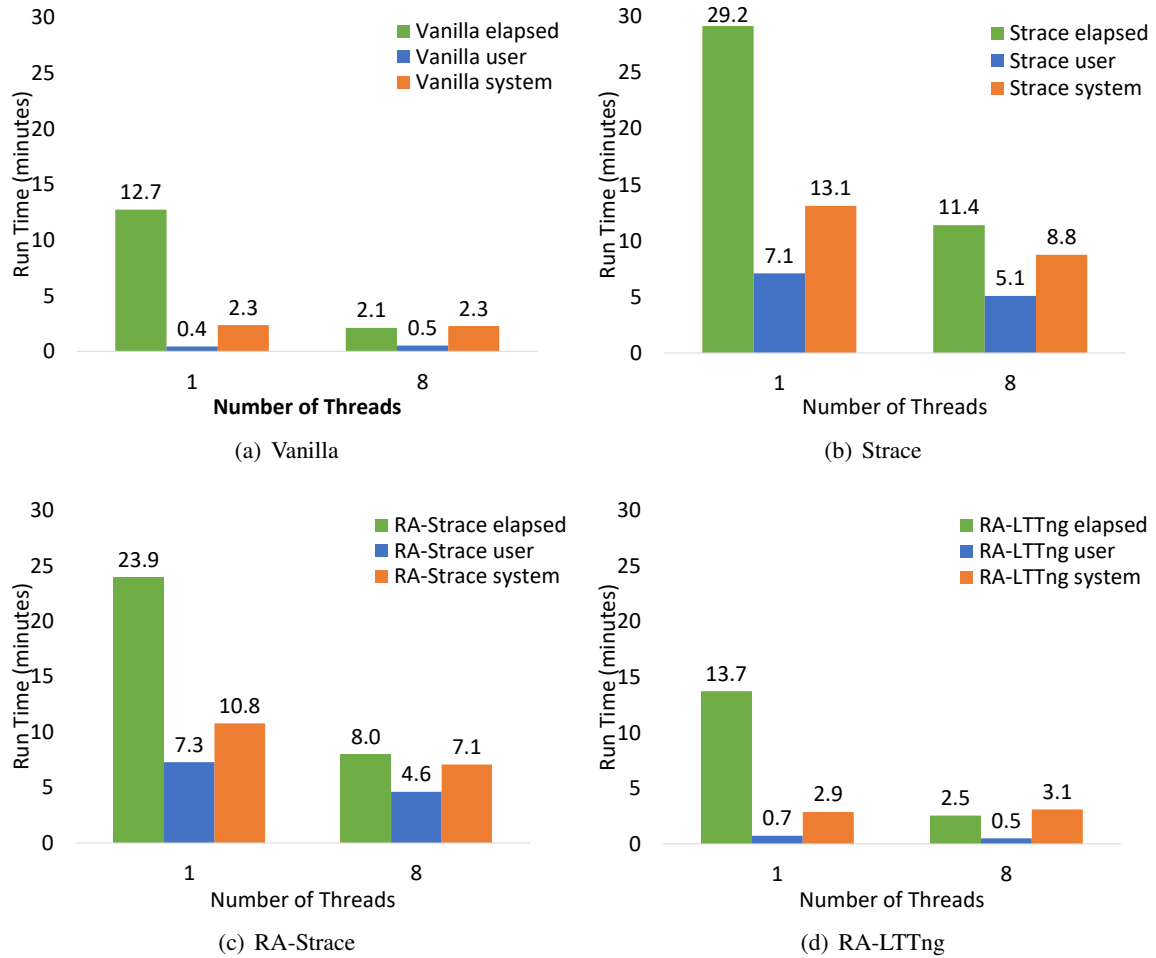 30
25
20
15
10
5
0
Run Time (minutes)
Vanilla elapsed
Vanilla user
Vanilla system
12.7
0.4
2.3
2.1
0.5
2.3
1
8
Number of Threads
(a) Vanilla
30
25
20
15
10
5
0
Run Time (minutes)
Strace elapsed
Strace user
Strace system
29.2
7.1
13.1
11.4
5.1
8.8
1
8
Number of Threads
(b) Strace
30
25
20
15
10
5
0
Run Time (minutes)
RA-Strace elapsed
RA-Strace user
RA-Strace system
23.9
7.3
10.8
8.0
4.6
7.1
1
8
Number of Threads
(c) RA-Strace
30
25
20
15
10
5
0
Run Time (minutes)
RA-LTTng elapsed
RA-LTTng user
RA-LTTng system
13.7
0.7
2.9
2.5
0.5
3.1
1
8
Number of Threads
(d) RA-LTTng